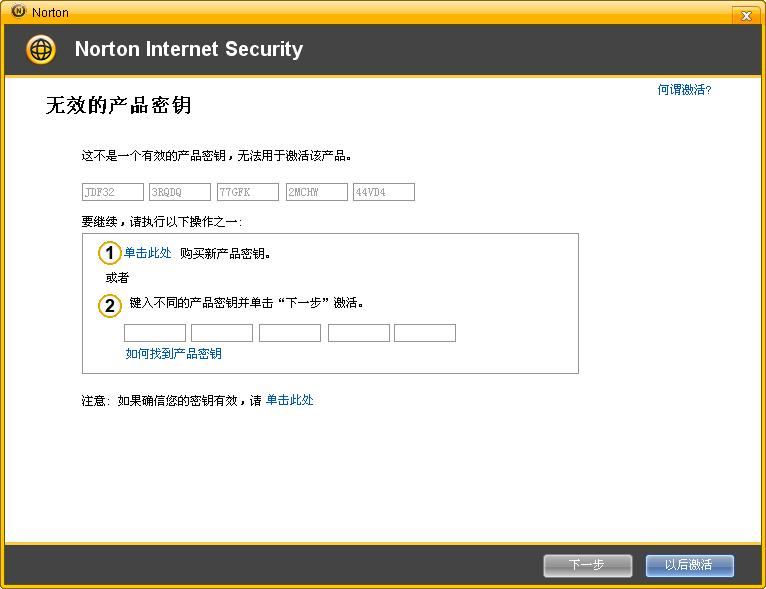 Norton
Norton Internet Security
何谓激活?
无效的产品密钥
这不是一个有效的产品密钥,无法用于激活该产品。
JDF32 3RQDQ 77GFK 2MCHW 44VD4
要继续,请执行以下操作之一:
1 单击此处 购买新产品密钥。
或者
2 键入不同的产品密钥并单击“下一步”激活。
如何找到产品密钥
注意: 如果确信您的密钥有效,请 单击此处
下一步 以后激活